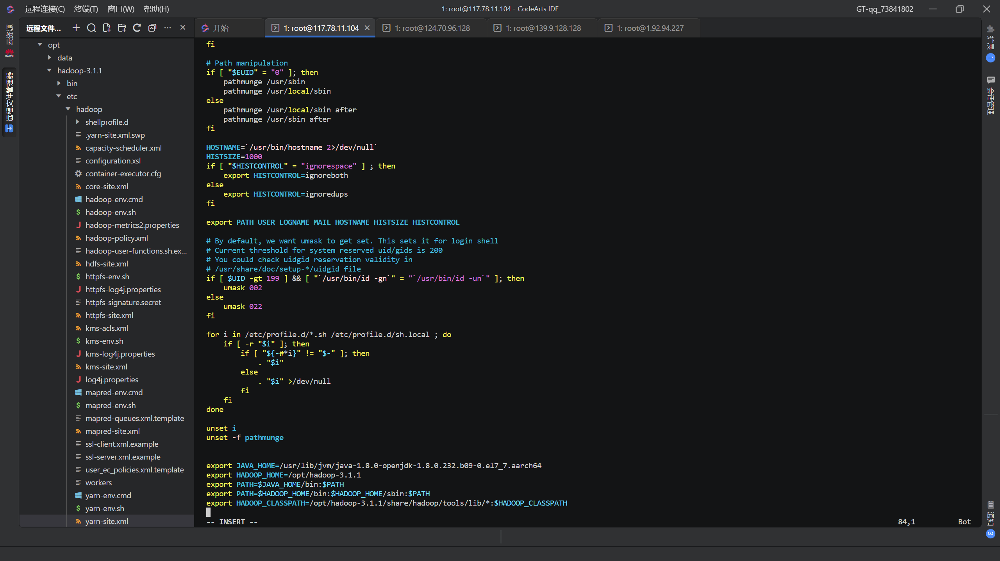 远程连接(C) 终端(T) 窗口(W) 帮助(H)
1: root@117.78.11.104 - CodeArts IDE
GT-qq_73841802
云资源
HUAWEI
远程文件管理器
远程文件...
opt
data
hadoop-3.1.1
bin
etc
hadoop
shellprofile.d
.yarn-site.xml.swp
capacity-scheduler.xml
configuration.xsl
container-executor.cfg
core-site.xml
hadoop-env.cmd
hadoop-env.sh
hadoop-metrics2.properties
hadoop-policy.xml
hadoop-user-functions.sh.ex...
hdfs-site.xml
httpfs-env.sh
httpfs-log4j.properties
httpfs-signature.secret
httpfs-site.xml
kms-acls.xml
kms-env.sh
kms-log4j.properties
kms-site.xml
log4j.properties
mapred-env.cmd
mapred-env.sh
mapred-queues.xml.template
mapred-site.xml
ssl-client.xml.example
ssl-server.xml.example
user_ec_policies.xml.template
workers
yarn-env.cmd
yarn-env.sh
yarn-site.xml
开始
1: root@117.78.11.104
1: root@124.70.96.128
1: root@139.9.128.128
1: root@1.92.94.227
fi
# Path manipulation
if [ "$EUID" = "0" ]; then
    pathmunge /usr/sbin
    pathmunge /usr/local/sbin
else
    pathmunge /usr/local/sbin after
    pathmunge /usr/sbin after
fi
HOSTNAME=`/usr/bin/hostname 2>/dev/null`
HISTSIZE=1000
if [ "$HISTCONTROL" = "ignorespace" ] ; then
    export HISTCONTROL=ignoreboth
else
    export HISTCONTROL=ignoredups
fi
export PATH USER LOGNAME MAIL HOSTNAME HISTSIZE HISTCONTROL
# By default, we want umask to get set. This sets it for login shell
# Current threshold for system reserved uid/gids is 200
# You could check uidgid reservation validity in
# /usr/share/doc/setup-*/uidgid file
if [ $UID -gt 199 ] && [ "`/usr/bin/id -gn`" = "`/usr/bin/id -un`" ]; then
    umask 002
else
    umask 022
fi
for i in /etc/profile.d/*.sh /etc/profile.d/sh.local ; do
    if [ -r "$i" ]; then
        if [ "${-#*i}" != "$-" ]; then
            . "$i"
        else
            . "$i" >/dev/null
        fi
    fi
done
unset i
unset -f pathmunge
export JAVA_HOME=/usr/lib/jvm/java-1.8.0-openjdk-1.8.0.232.b09-0.el7_7.aarch64
export HADOOP_HOME=/opt/hadoop-3.1.1
export PATH=$JAVA_HOME/bin:$PATH
export PATH=$HADOOP_HOME/bin:$HADOOP_HOME/sbin:$PATH
export HADOOP_CLASSPATH=/opt/hadoop-3.1.1/share/hadoop/tools/lib/*:$HADOOP_CLASSPATH
-- INSERT --
84,1
Bot
扩展
1
会话管理
通知
3